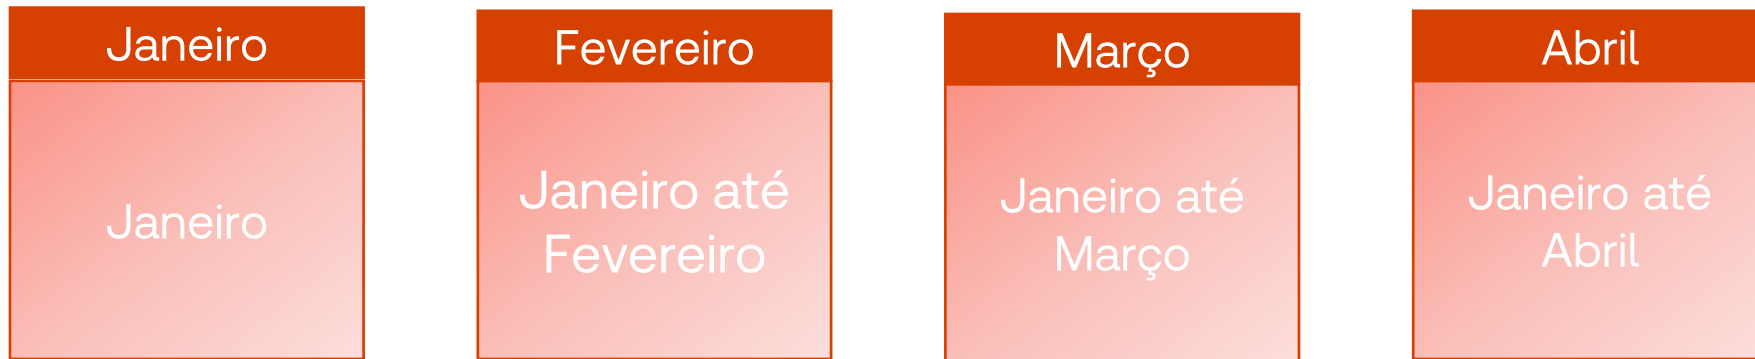 Janeiro
Janeiro
Fevereiro
Janeiro até
Fevereiro
Março
Janeiro até
Março
Abril
Janeiro até
Abril